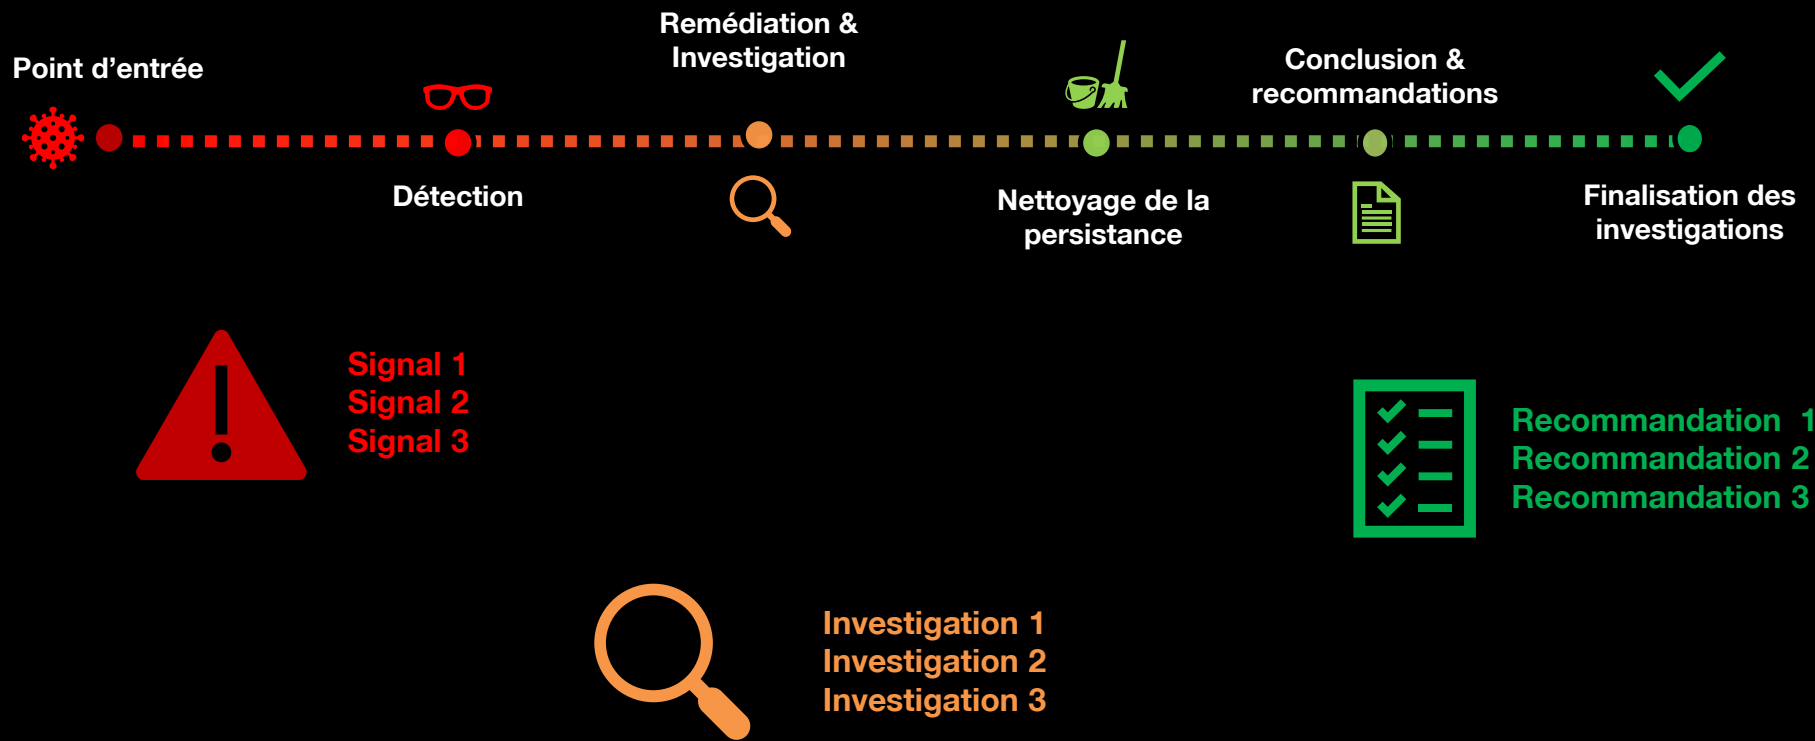 Point d’entrée
Détection
Remédiation &
Investigation
Nettoyage de la
persistance
Conclusion &
recommandations
Finalisation des
investigations
Signal 1
Signal 2
Signal 3
Investigation 1
Investigation 2
Investigation 3
Recommandation 1
Recommandation 2
Recommandation 3